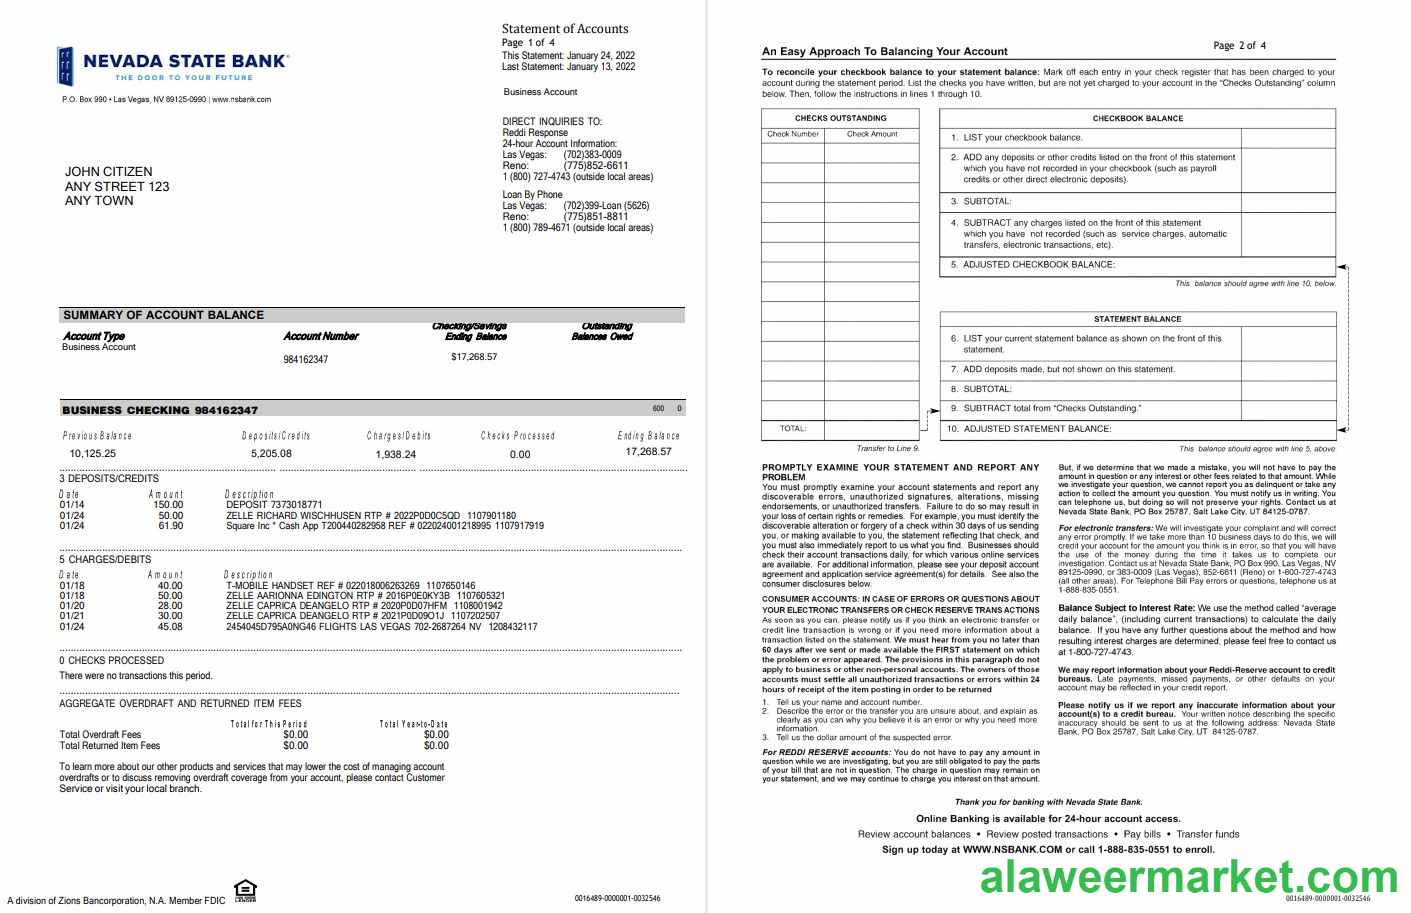 Statement of Accounts
Page 1 of 4
This Statement: January 24, 2022
Last Statement: January 13, 2022
Business Account
NEVADA STATE BANK®
THE DOOR TO YOUR FUTURE
P.O. Box 990 • Las Vegas, NV 89125-0990 | www.nsbank.com
DIRECT INQUIRIES TO:
Reddi Response
24-hour Account Information:
Las Vegas: (702)383-0009
Reno: (775)852-6611
1 (800) 727-4743 (outside local areas)
Loan By Phone
Las Vegas: (702)399-Loan (5626)
Reno: (775)851-8811
1 (800) 789-4671 (outside local areas)
JOHN CITIZEN
ANY STREET 123
ANY TOWN
SUMMARY OF ACCOUNT BALANCE
Account Type Account Number Checking/Savings Ending Balance Outstanding Balances Owed
Business Account 984162347 $17,268.57
BUSINESS CHECKING 984162347 600 0
Previous Balance Deposits/Credits Charges/Debits Checks Processed Ending Balance
10,125.25 5,205.08 1,938.24 0.00 17,268.57
3 DEPOSITS/CREDITS
Date Amount Description
01/14 150.00 DEPOSIT 7373018771
01/24 50.00 ZELLE RICHARD WISCHHUSEN RTP # 2022P0D0C5QD 1107901180
01/24 61.90 Square Inc * Cash App T200440282958 REF # 022024001218995 1107917919
5 CHARGES/DEBITS
Date Amount Description
01/18 40.00 T-MOBILE HANDSET REF # 022018006263269 1107650146
01/18 50.00 ZELLE AARIONNA EDINGTON RTP # 2016P0E0KY3B 1107605321
01/20 28.00 ZELLE CAPRICA DEANGELO RTP # 2020P0D07HFM 1108001942
01/21 30.00 ZELLE CAPRICA DEANGELO RTP # 2021P0D09O1J 1107202507
01/24 45.08 2454045D795A0NG46 FLIGHTS LAS VEGAS 702-2687264 NV 1208432117
0 CHECKS PROCESSED
There were no transactions this period.
AGGREGATE OVERDRAFT AND RETURNED ITEM FEES
Total for This Period Total Year-to-Date
Total Overdraft Fees $0.00 $0.00
Total Returned Item Fees $0.00 $0.00
To learn more about our other products and services that may lower the cost of managing account
overdrafts or to discuss removing overdraft coverage from your account, please contact Customer
Service or visit your local branch.
A division of Zions Bancorporation, N.A. Member FDIC
0016489-0000001-0032546
Page 2 of 4
An Easy Approach To Balancing Your Account
To reconcile your checkbook balance to your statement balance: Mark off each entry in your check register that has been charged to your
account during the statement period. List the checks you have written, but are not yet charged to your account in the "Checks Outstanding" column
below. Then, follow the instructions in lines 1 through 10.
CHECKS OUTSTANDING
Check Number Check Amount
TOTAL:
Transfer to Line 9.
CHECKBOOK BALANCE
1. LIST your checkbook balance.
2. ADD any deposits or other credits listed on the front of this statement
which you have not recorded in your checkbook (such as payroll
credits or other direct electronic deposits).
3. SUBTOTAL:
4. SUBTRACT any charges listed on the front of this statement
which you have not recorded (such as service charges, automatic
transfers, electronic transactions, etc).
5. ADJUSTED CHECKBOOK BALANCE:
This balance should agree with line 10, below.
STATEMENT BALANCE
6. LIST your current statement balance as shown on the front of this
statement.
7. ADD deposits made, but not shown on this statement.
8. SUBTOTAL:
9. SUBTRACT total from "Checks Outstanding."
10. ADJUSTED STATEMENT BALANCE:
This balance should agree with line 5, above
PROMPTLY EXAMINE YOUR STATEMENT AND REPORT ANY
PROBLEM
You must promptly examine your account statements and report any
discoverable errors, unauthorized signatures, alterations, missing
endorsements, or unauthorized transfers. Failure to do so may result in
your loss of certain rights or remedies. For example, you must identify the
discoverable alteration or forgery of a check within 30 days of us sending
you, or making available to you, the statement reflecting that check, and
you must also immediately report to us what you find. Businesses should
check their account transactions daily, for which various online services
are available. For additional information, please see your deposit account
agreement and application service agreement(s) for details. See also the
consumer disclosures below.
CONSUMER ACCOUNTS: IN CASE OF ERRORS OR QUESTIONS ABOUT
YOUR ELECTRONIC TRANSFERS OR CHECK RESERVE TRANS ACTIONS
As soon as you can, please notify us if you think an electronic transfer or
credit line transaction is wrong or if you need more information about a
transaction listed on the statement. We must hear from you no later than
60 days after we sent or made available the FIRST statement on which
the problem or error appeared. The provisions in this paragraph do not
apply to business or other non-personal accounts. The owners of those
accounts must settle all unauthorized transactions or errors within 24
hours of receipt of the item posting in order to be returned
1. Tell us your name and account number.
2. Describe the error or the transfer you are unsure about, and explain as
clearly as you can why you believe it is an error or why you need more
information.
3. Tell us the dollar amount of the suspected error.
For REDDI RESERVE accounts: You do not have to pay any amount in
question while we are investigating, but you are still obligated to pay the parts
of your bill that are not in question. The charge in question may remain on
your statement, and we may continue to charge you interest on that amount.
But, if we determine that we made a mistake, you will not have to pay the
amount in question or any interest or other fees related to that amount. While
we investigate your question, we cannot report you as delinquent or take any
action to collect the amount you question. You must notify us in writing. You
can telephone us, but doing so will not preserve your rights. Contact us at
Nevada State Bank, PO Box 25787, Salt Lake City, UT 84125-0787.
For electronic transfers: We will investigate your complaint and will correct
any error promptly. If we take more than 10 business days to do this, we will
credit your account for the amount you think is in error, so that you will have
the use of the money during the time it takes us to complete our
investigation. Contact us at Nevada State Bank, PO Box 990, Las Vegas, NV
89125-0990, or 383-0009 (Las Vegas), 852-6611 (Reno) or 1-800-727-4743
(all other areas). For Telephone Bill Pay errors or questions, telephone us at
1-888-835-0551.
Balance Subject to Interest Rate: We use the method called "average
daily balance", (including current transactions) to calculate the daily
balance. If you have any further questions about the method and how
resulting interest charges are determined, please feel free to contact us
at 1-800-727-4743.
We may report information about your Reddi-Reserve account to credit
bureaus. Late payments, missed payments, or other defaults on your
account may be reflected in your credit report.
Please notify us if we report any inaccurate information about your
account(s) to a credit bureau. Your written notice describing the specific
inaccuracy should be sent to us at the following address: Nevada State
Bank, PO Box 25787, Salt Lake City, UT 84125-0787.
Thank you for banking with Nevada State Bank.
Online Banking is available for 24-hour account access.
Review account balances • Review posted transactions • Pay bills • Transfer funds
Sign up today at WWW.NSBANK.COM or call 1-888-835-0551 to enroll.
alaweermarket.com
0016489-0000001-0032546